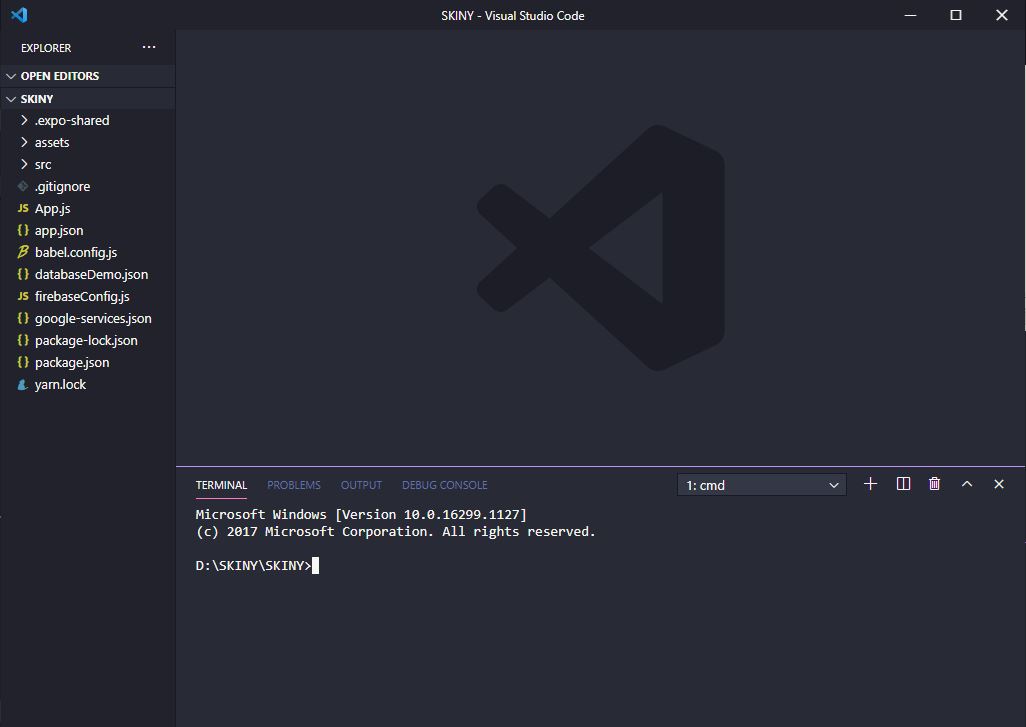 SKINY - Visual Studio Code
EXPLORER
OPEN EDITORS
SKINY
.expo-shared
assets
src
.gitignore
JS App.js
{} app.json
babel.config.js
{} databaseDemo.json
JS firebaseConfig.js
{} google-services.json
{} package-lock.json
{} package.json
yarn.lock
TERMINAL PROBLEMS OUTPUT DEBUG CONSOLE 1: cmd
Microsoft Windows [Version 10.0.16299.1127]
(c) 2017 Microsoft Corporation. All rights reserved.
D:\SKINY\SKINY>